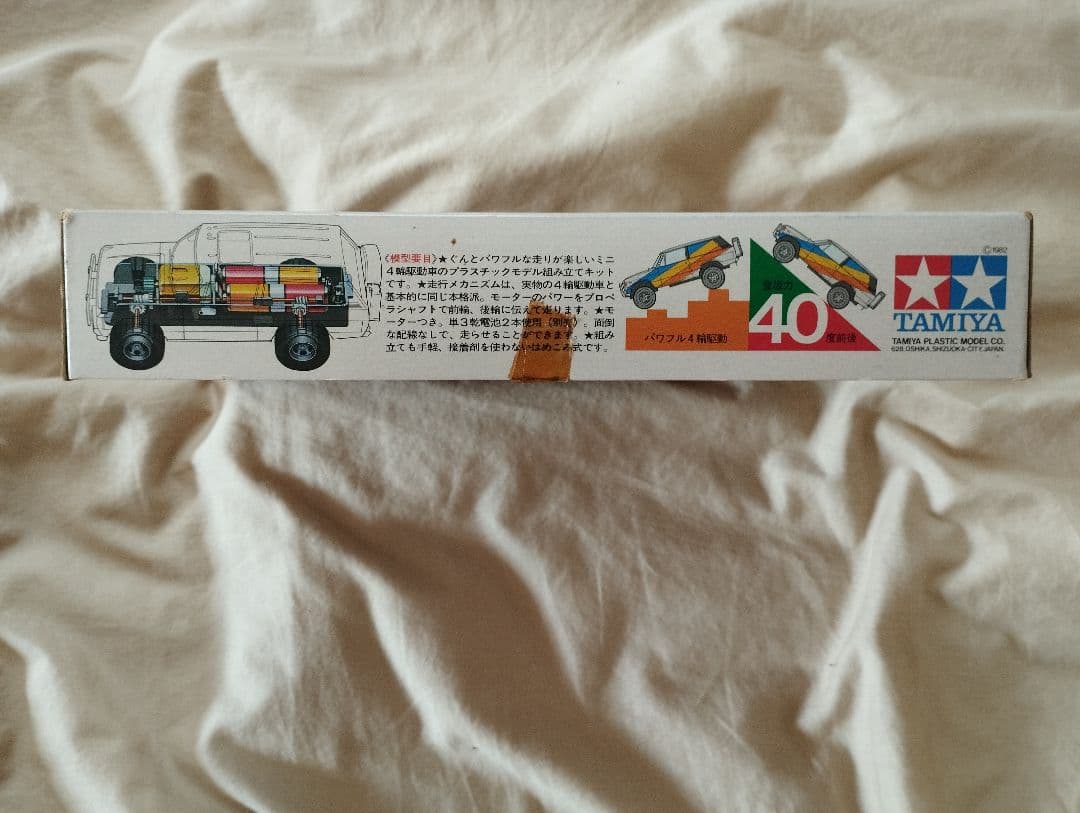 《模型要目》★ぐんとパワフルな走りが楽しいミニ
4輪駆動車のプラスチックモデル組み立てキット
です。★走行メカニズムは、実物の4輪駆動車と
基本的に同じ本格派。モーターのパワーをプロペ
ラシャフトで前輪、後輪に伝えて走ります。★モ
ーターつき。単3乾電池2本使用《別売》。面倒
な配線なしで、走らせることができます。★組み
立ても手軽、接着剤を使わないはめこみ式です。
パワフル4輪駆動
登坂力
40
度前後
©1982
TAMIYA
TAMIYA PLASTIC MODEL CO.
628, OSHIKA, SHIZUOKA-CITY, JAPAN.